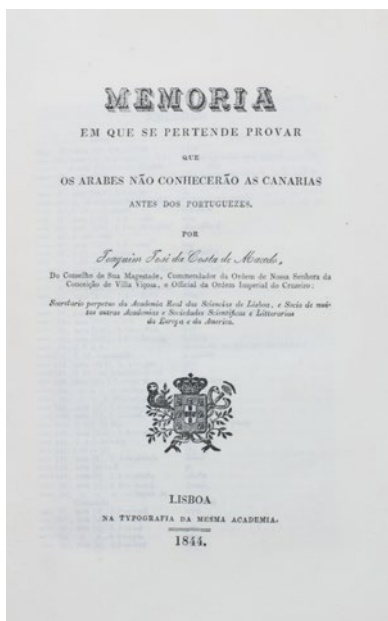 MEMORIA
EM QUE SE PERTENDE PROVAR
QUE
OS ARABES NÃO CONHECERÃO AS CANARIAS
ANTES DOS PORTUGUEZES.
POR
Joaquim José da Costa de Macedo,
Do Conselho de Sua Magestade, Commendador da Ordem de Nossa Senhora da
Conceição de Villa Viçosa, e Official da Ordem Imperial do Cruzeiro;
Secretario perpetuo da Academia Real das Sciencias de Lisboa, e Socio de mui-
tas outras Academias e Sociedades Scientificas e Litterarias
da Europa e da America.
LISBOA
NA TYPOGRAFIA DA MESMA ACADEMIA.
1844.